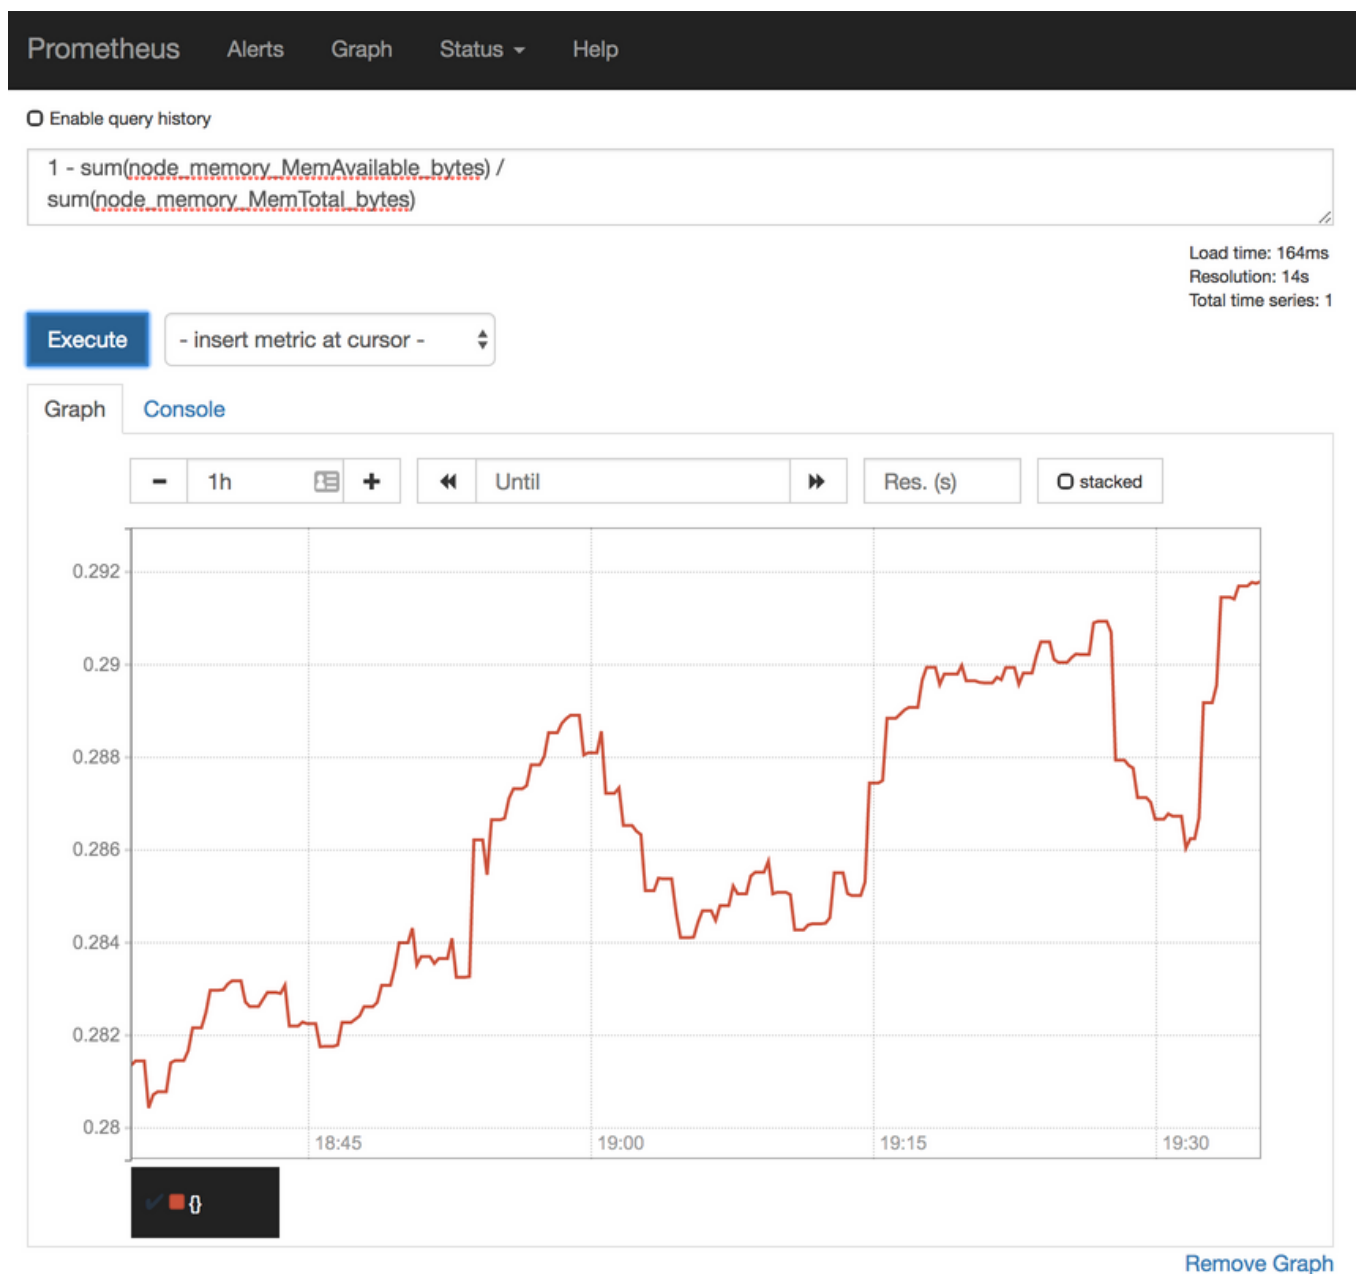 Prometheus Alerts Graph Status Help
Enable query history
1 - sum(node_memory_MemAvailable_bytes) /
sum(node_memory_MemTotal_bytes)
Load time: 164ms
Resolution: 14s
Total time series: 1
Execute - insert metric at cursor -
Graph Console
1h Until Res. (s) stacked
0.292
0.29
0.288
0.286
0.284
0.282
0.28
18:45 19:00 19:15 19:30
{}
Remove Graph